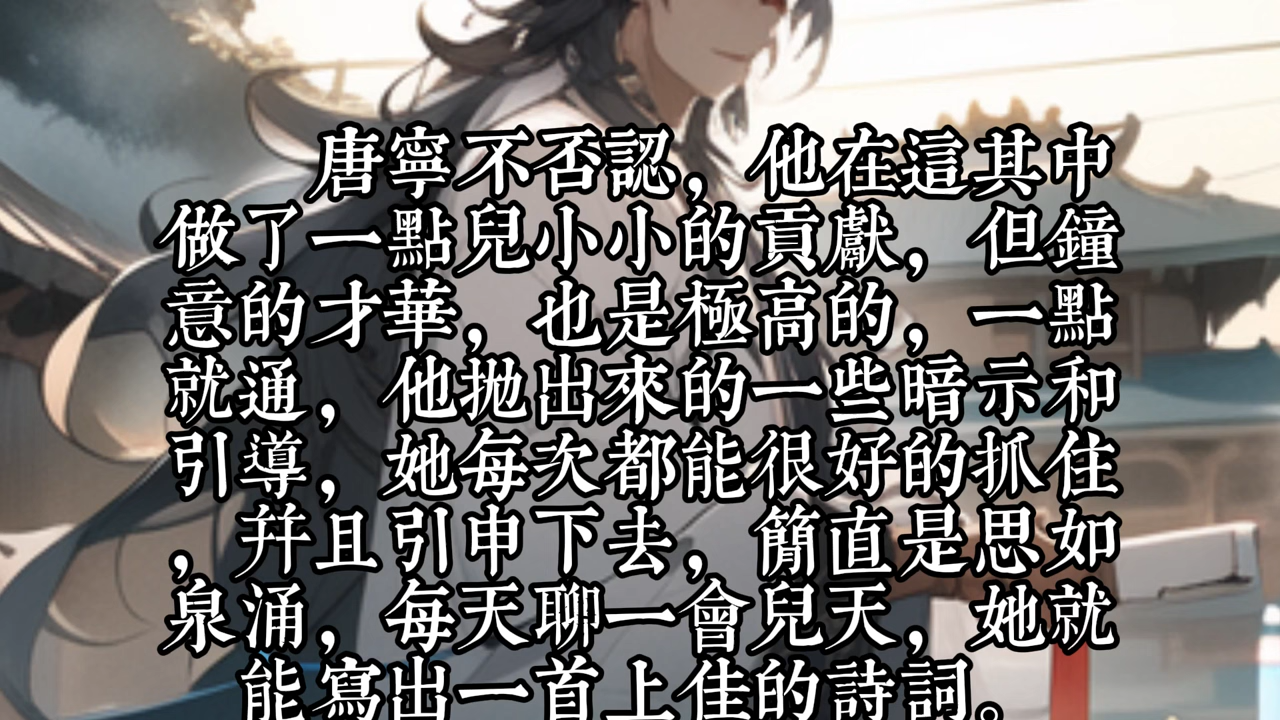 唐寧不否認，他在這其中
做了一點兒小小的貢獻，但鐘
意的才華，也是極高的，一點
就通，他拋出來的一些暗示和
引導，她每次都能很好的抓住
，幷且引申下去，簡直是思如
泉涌，每天聊一會兒天，她就
能寫出一首上佳的詩詞。